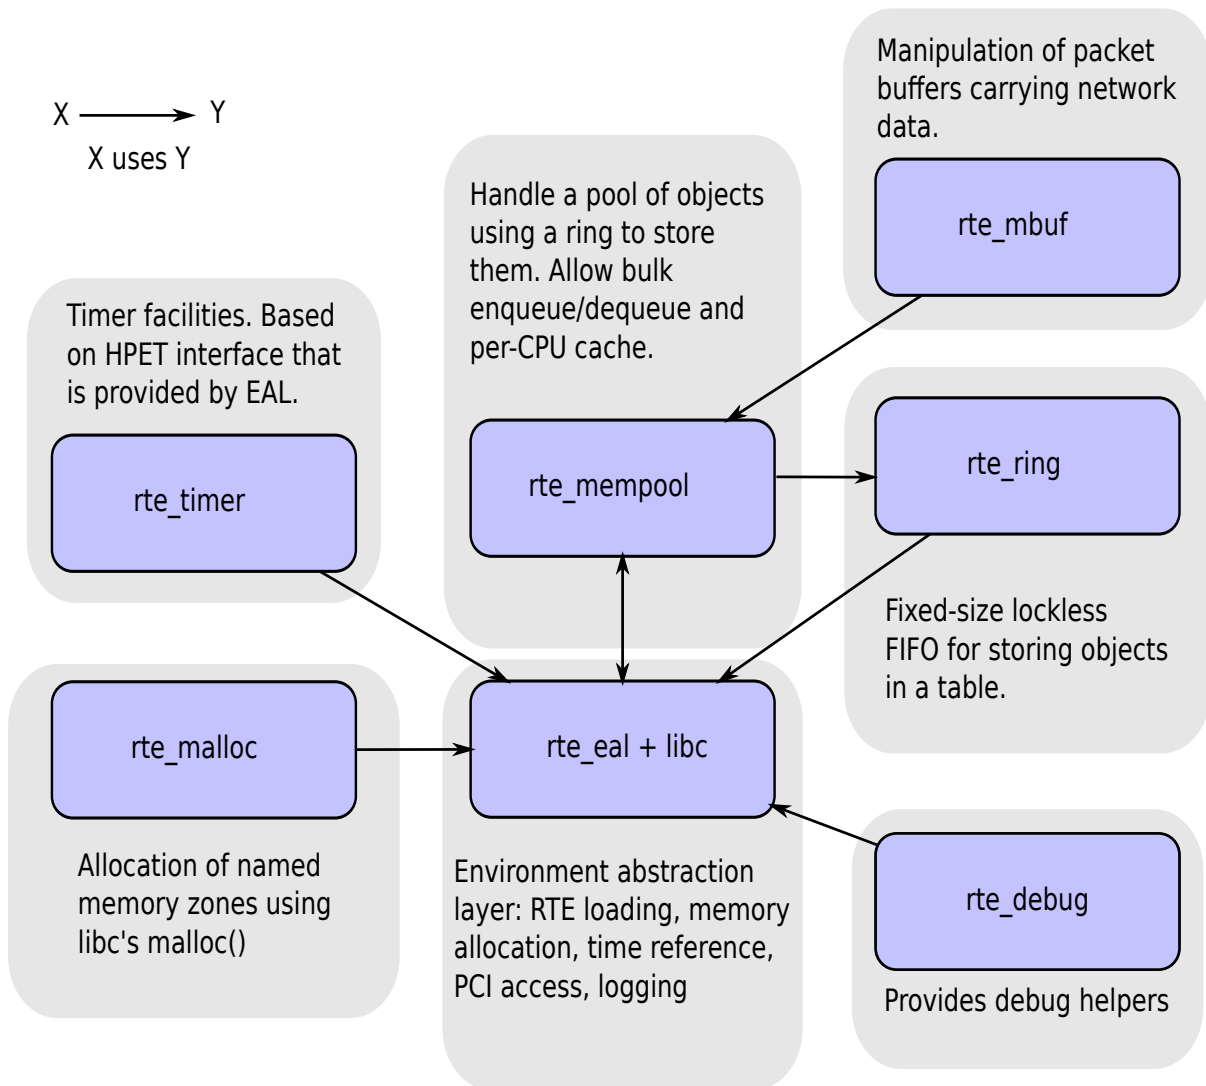 X
Y
X uses Y
Manipulation of packet
buffers carrying network
data.
rte_mbuf
Handle a pool of objects
using a ring to store
them. Allow bulk
enqueue/dequeue and
per-CPU cache.
rte_mempool
Timer facilities. Based
on HPET interface that
is provided by EAL.
rte_timer
rte_ring
Fixed-size lockless
FIFO for storing objects
in a table.
rte_malloc
Allocation of named
memory zones using
libc's malloc()
rte_eal + libc
Environment abstraction
layer: RTE loading, memory
allocation, time reference,
PCI access, logging
rte_debug
Provides debug helpers